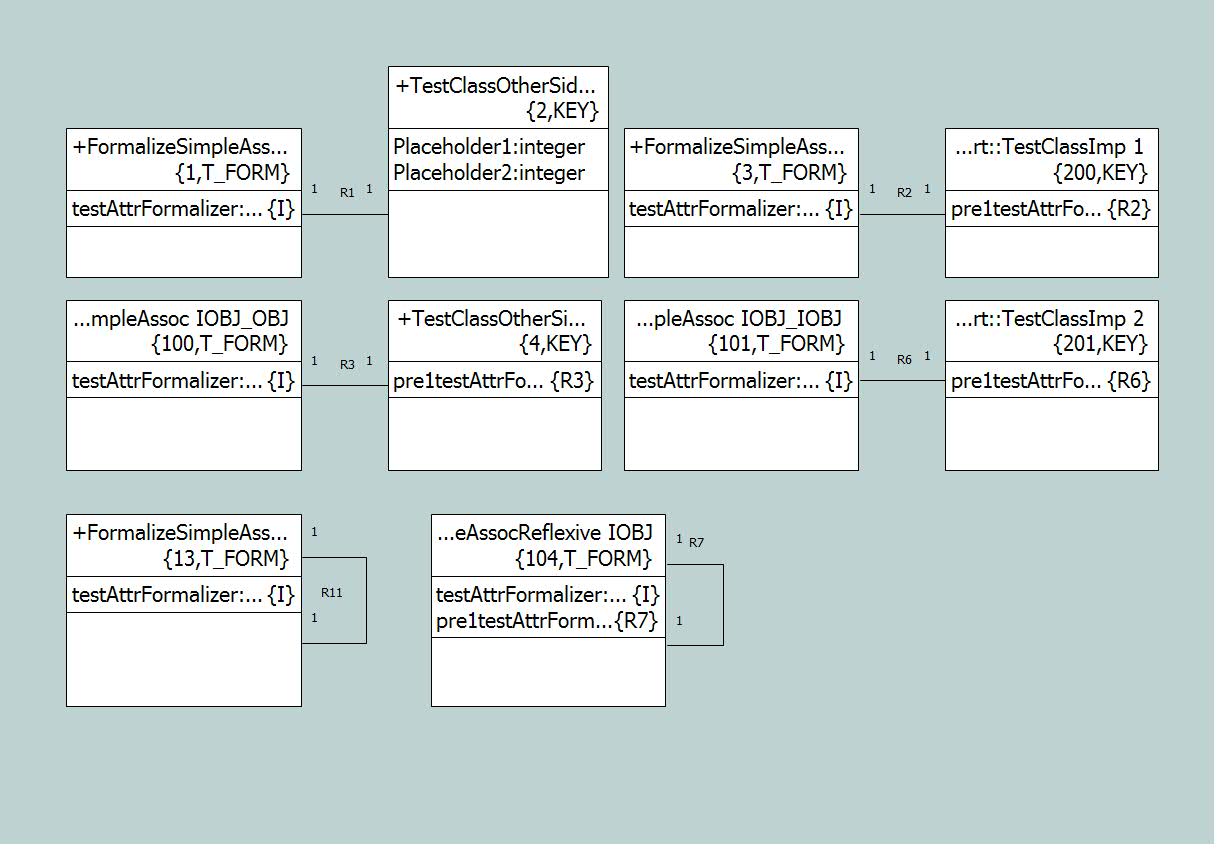 +TestClassOtherSid...
{2,KEY}
Placeholder1:integer
Placeholder2:integer
+FormalizeSimpleAss...
{1,T_FORM}
testAttrFormalizer:... {I}
1 R1 1
+FormalizeSimpleAss...
{3,T_FORM}
testAttrFormalizer:... {I}
1 R2 1
...rt::TestClassImp 1
{200,KEY}
pre1testAttrFo... {R2}
...mpleAssoc IOBJ_OBJ
{100,T_FORM}
testAttrFormalizer:... {I}
1 R3 1
+TestClassOtherSi...
{4,KEY}
pre1testAttrFo... {R3}
...pleAssoc IOBJ_IOBJ
{101,T_FORM}
testAttrFormalizer:... {I}
1 R6 1
...rt::TestClassImp 2
{201,KEY}
pre1testAttrFo... {R6}
+FormalizeSimpleAss...
{13,T_FORM}
testAttrFormalizer:... {I}
1
R11
1
...eAssocReflexive IOBJ
{104,T_FORM}
testAttrFormalizer:... {I}
pre1testAttrForm...{R7}
1 R7
1